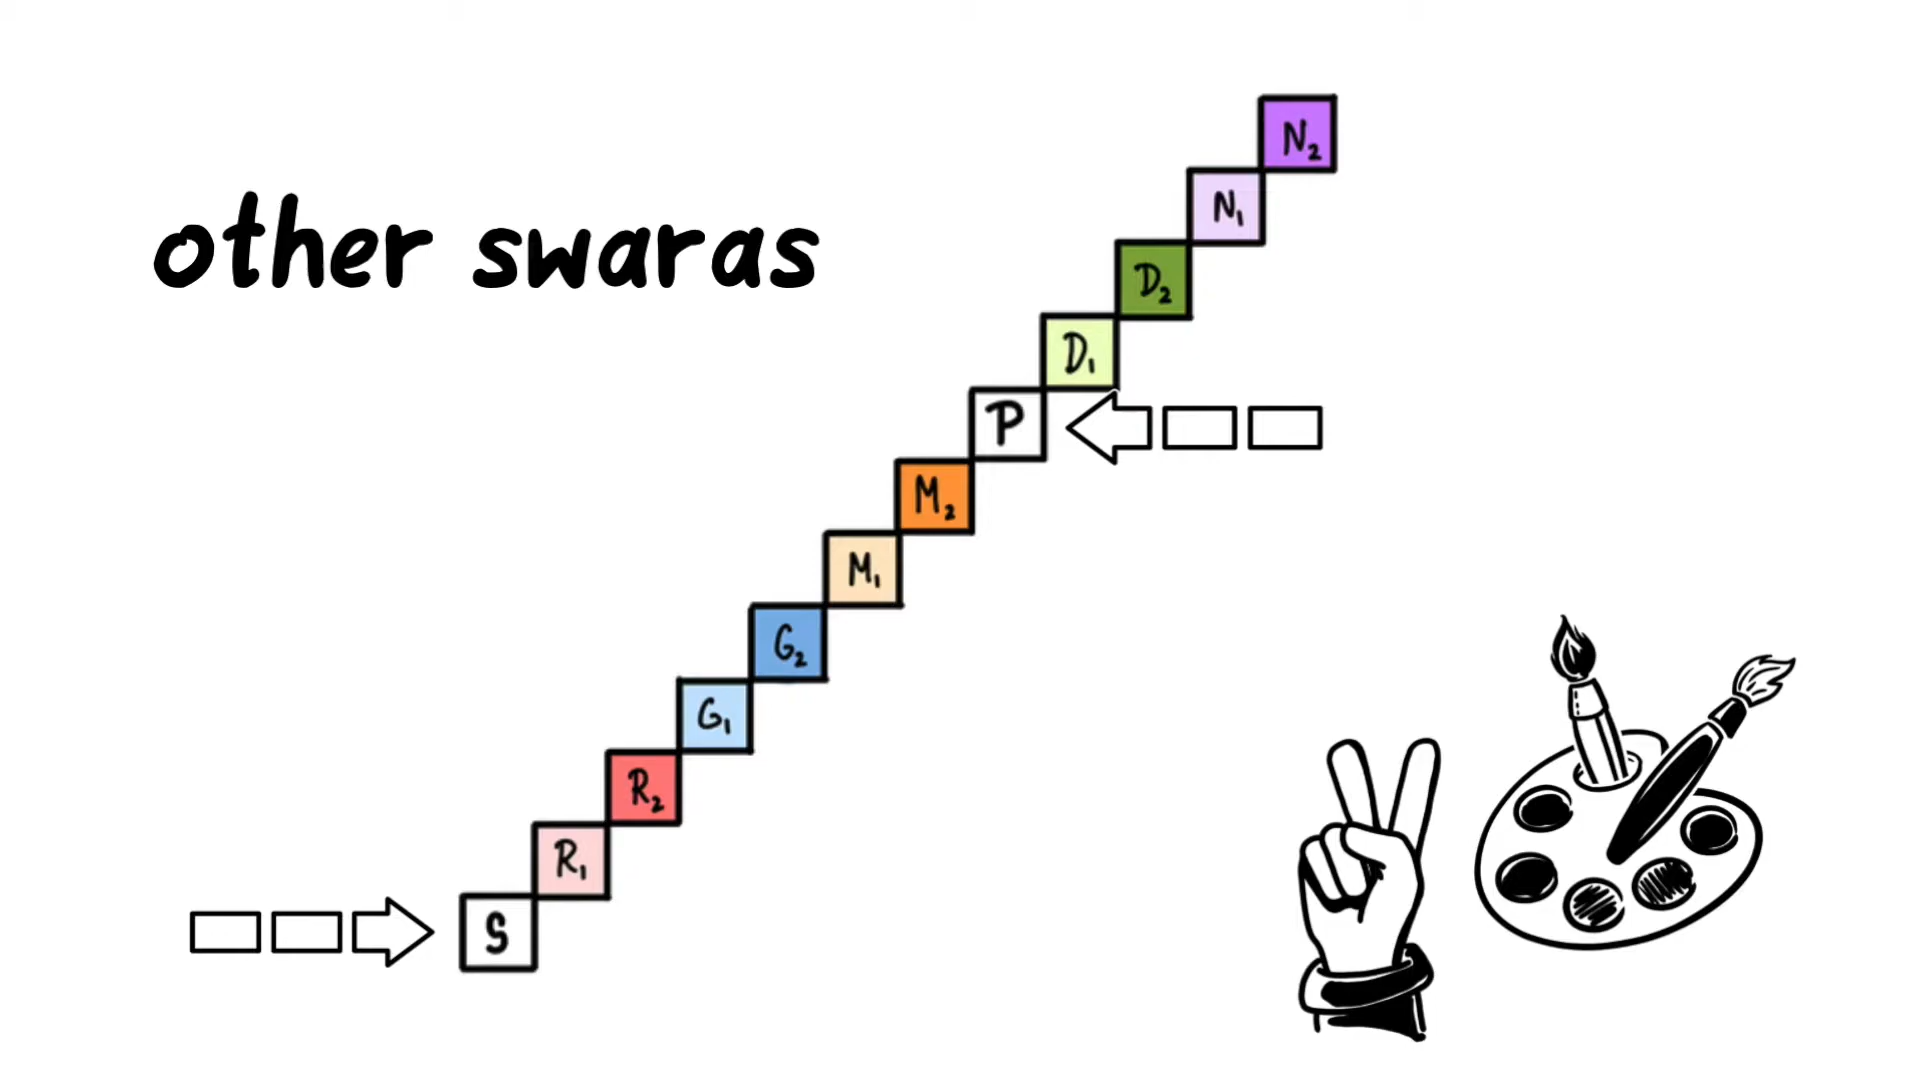 N₂
N₁
other swaras
D₂
D₁
P
M₂
M₁
G₂
G₁
R₂
R₁
S